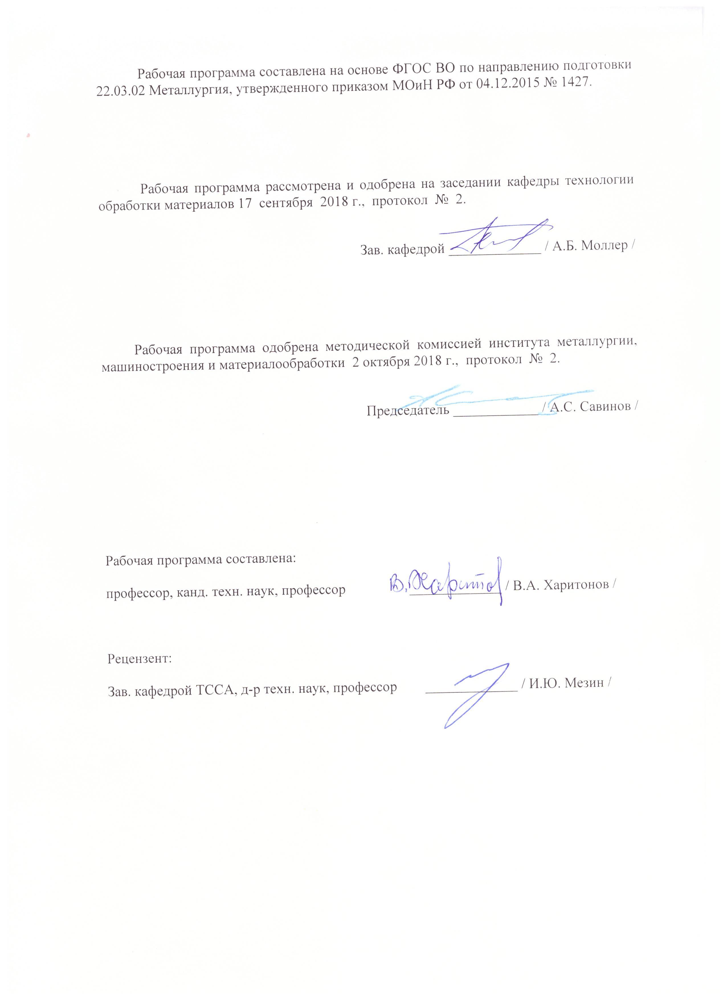 Рабочая программа составлена на основе ФГОС ВО по направлению подготовки
22.03.02 Металлургия, утвержденного приказом МОиН РФ от 04.12.2015 № 1427.
Рабочая программа рассмотрена и одобрена на заседании кафедры технологии
обработки материалов 17 сентября 2018 г., протокол № 2.
Зав. кафедрой ______________ / А.Б. Моллер /
Рабочая программа одобрена методической комиссией института металлургии,
машиностроения и материалообработки 2 октября 2018 г., протокол № 2.
Председатель _____________ / А.С. Савинов /
Рабочая программа составлена:
профессор, канд. техн. наук, профессор ______________ / В.А. Харитонов /
Рецензент:
Зав. кафедрой ТССА, д-р техн. наук, профессор ______________ / И.Ю. Мезин /